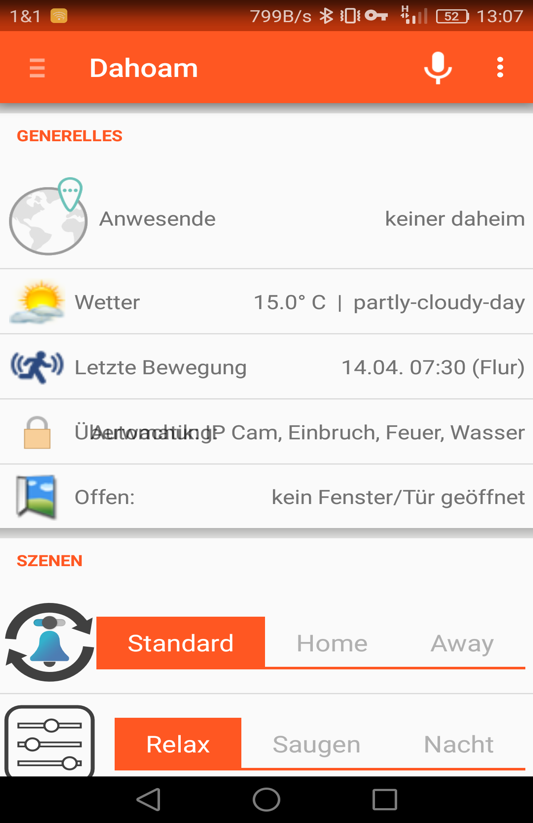 1&1 799B/s H 52 13:07
Dahoam
GENERELLES
Anwesende keiner daheim
Wetter 15.0° C | partly-cloudy-day
Letzte Bewegung 14.04. 07:30 (Flur)
Überwachung: Automatik: IP Cam, Einbruch, Feuer, Wasser
Offen: kein Fenster/Tür geöffnet
SZENEN
Standard Home Away
Relax Saugen Nacht